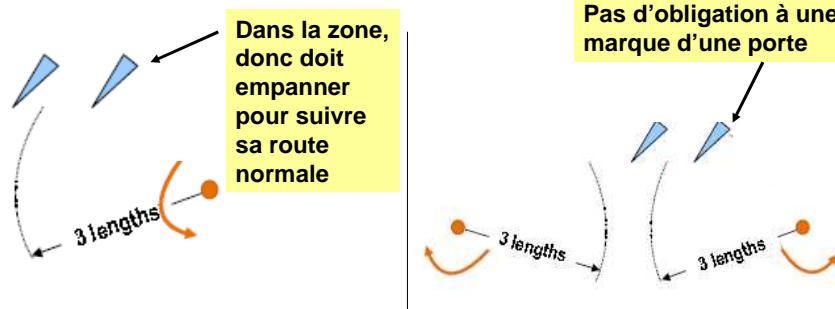 Dans la zone,
donc doit
empanner
pour suivre
sa route
normale
3 lengths
Pas d’obligation à une
marque d’une porte
3 lengths
3 lengths